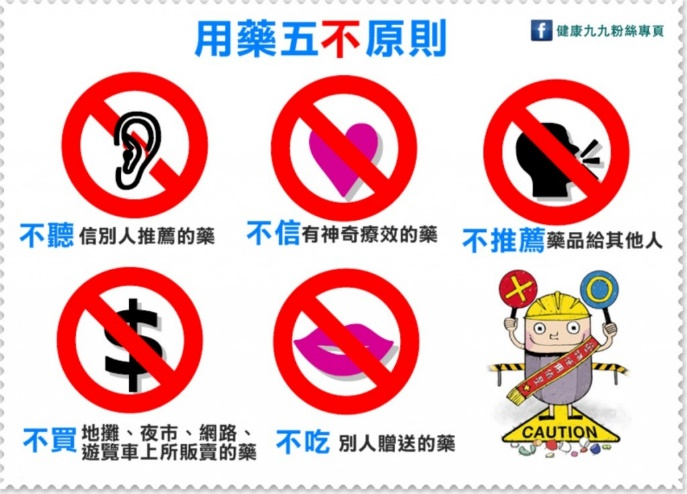 用藥五不原則
f 健康九九粉絲專頁
不聽 信別人推薦的藥
不信有神奇療效的藥
不推薦藥品給其他人
不買 地攤、夜市、網路、
遊覽車上所販賣的藥
不吃 別人贈送的藥
CAUTION